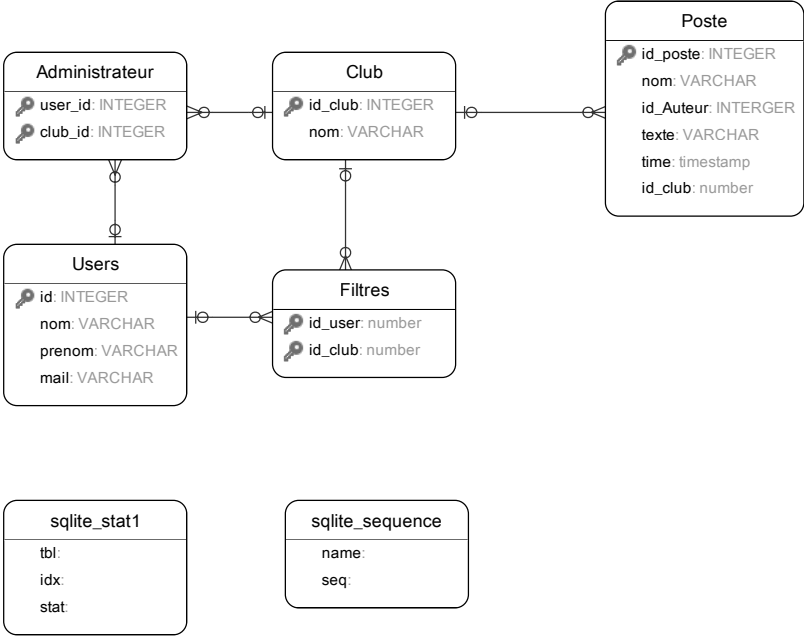 Administrateur
user_id: INTEGER
club_id: INTEGER
Club
id_club: INTEGER
nom: VARCHAR
Poste
id_poste: INTEGER
nom: VARCHAR
id_Auteur: INTERGER
texte: VARCHAR
time: timestamp
id_club: number
Users
id: INTEGER
nom: VARCHAR
prenom: VARCHAR
mail: VARCHAR
Filtres
id_user: number
id_club: number
sqlite_stat1
tbl:
idx:
stat:
sqlite_sequence
name:
seq: